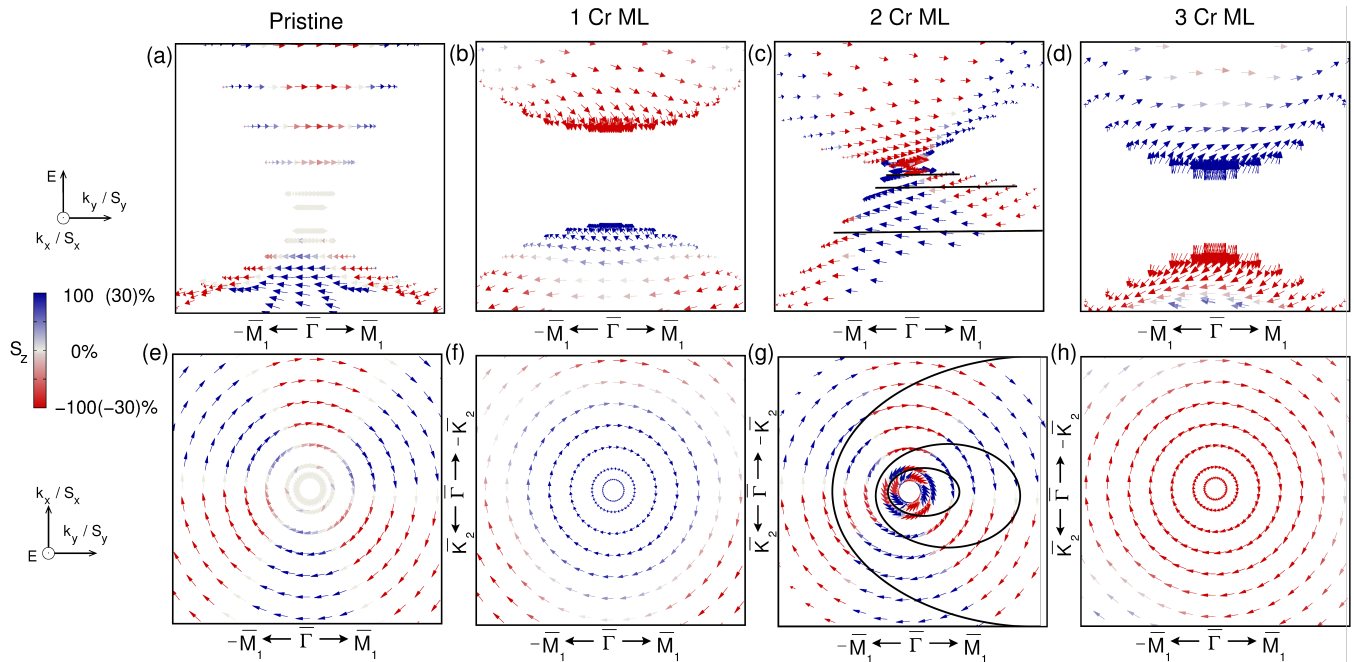 Pristine
1 Cr ML
2 Cr ML
3 Cr ML
(a)
(b)
(c)
(d)
E
k_y / S_y
k_x / S_x
100 (30)%
S_z
0%
−100(−30)%
−M̅_1 ← Γ̅ → M̅_1
−M̅_1 ← Γ̅ → M̅_1
−M̅_1 ← Γ̅ → M̅_1
−M̅_1 ← Γ̅ → M̅_1
(e)
(f)
(g)
(h)
K̅_2 ← Γ̅ → −K̅_2
K̅_2 ← Γ̅ → −K̅_2
K̅_2 ← Γ̅ → −K̅_2
k_x / S_x
k_y / S_y
E
−M̅_1 ← Γ̅ → M̅_1
−M̅_1 ← Γ̅ → M̅_1
−M̅_1 ← Γ̅ → M̅_1
−M̅_1 ← Γ̅ → M̅_1